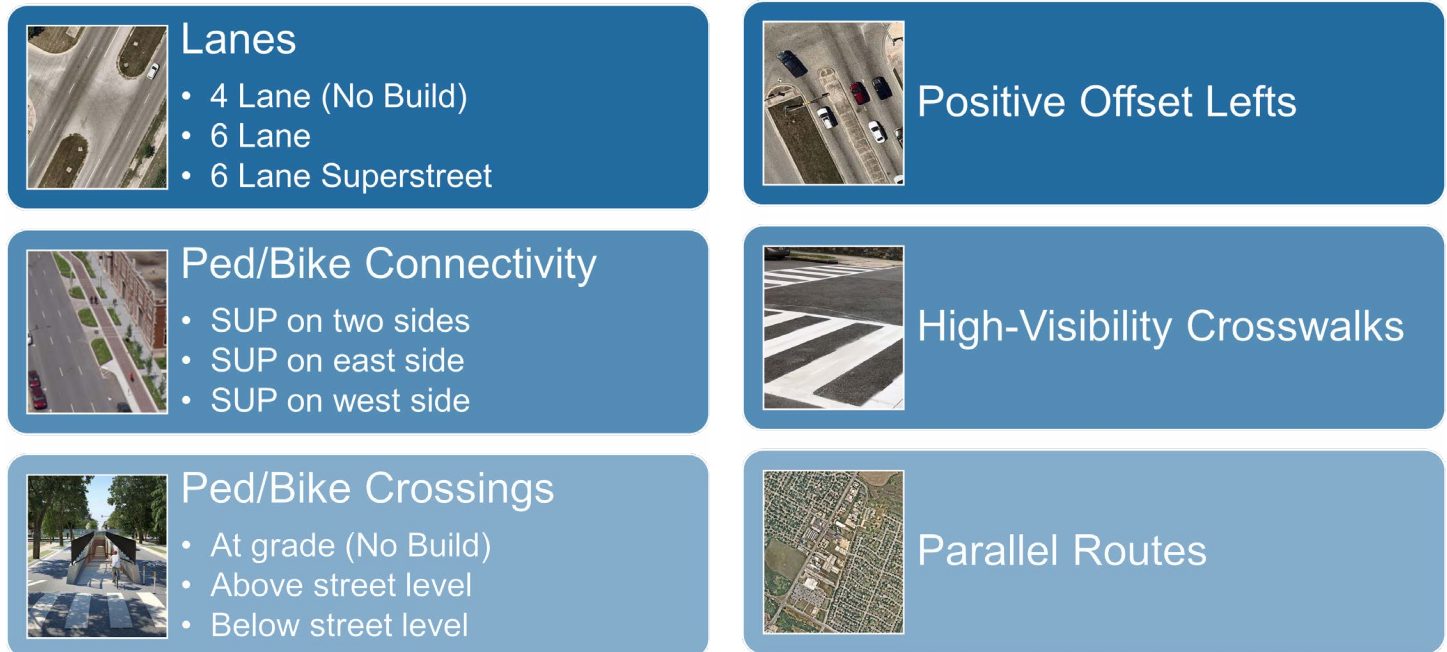 Lanes
• 4 Lane (No Build)
• 6 Lane
• 6 Lane Superstreet
Ped/Bike Connectivity
• SUP on two sides
• SUP on east side
• SUP on west side
Ped/Bike Crossings
• At grade (No Build)
• Above street level
• Below street level
Positive Offset Lefts
High-Visibility Crosswalks
Parallel Routes